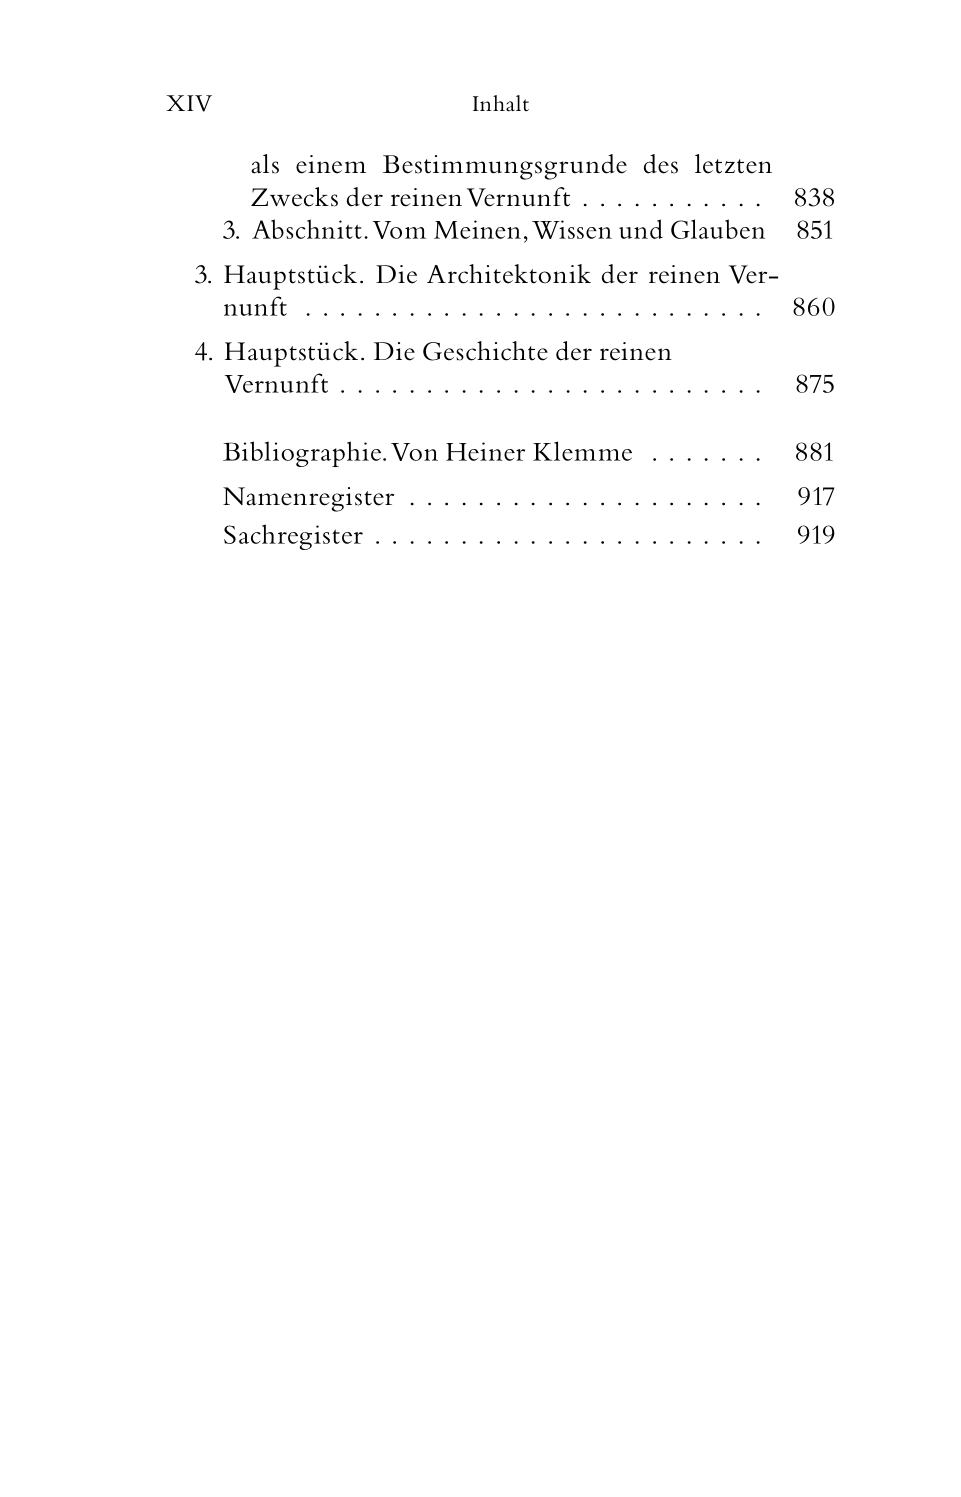 XIV Inhalt
als einem Bestimmungsgrunde des letzten
Zwecks der reinen Vernunft . . . . . . . . . . . 838
3. Abschnitt. Vom Meinen, Wissen und Glauben 851
3. Hauptstück. Die Architektonik der reinen Ver-
nunft . . . . . . . . . . . . . . . . . . . . . . . . . . . 860
4. Hauptstück. Die Geschichte der reinen
Vernunft . . . . . . . . . . . . . . . . . . . . . . . . . 875
Bibliographie. Von Heiner Klemme . . . . . . . 881
Namenregister . . . . . . . . . . . . . . . . . . . . . 917
Sachregister . . . . . . . . . . . . . . . . . . . . . . . 919